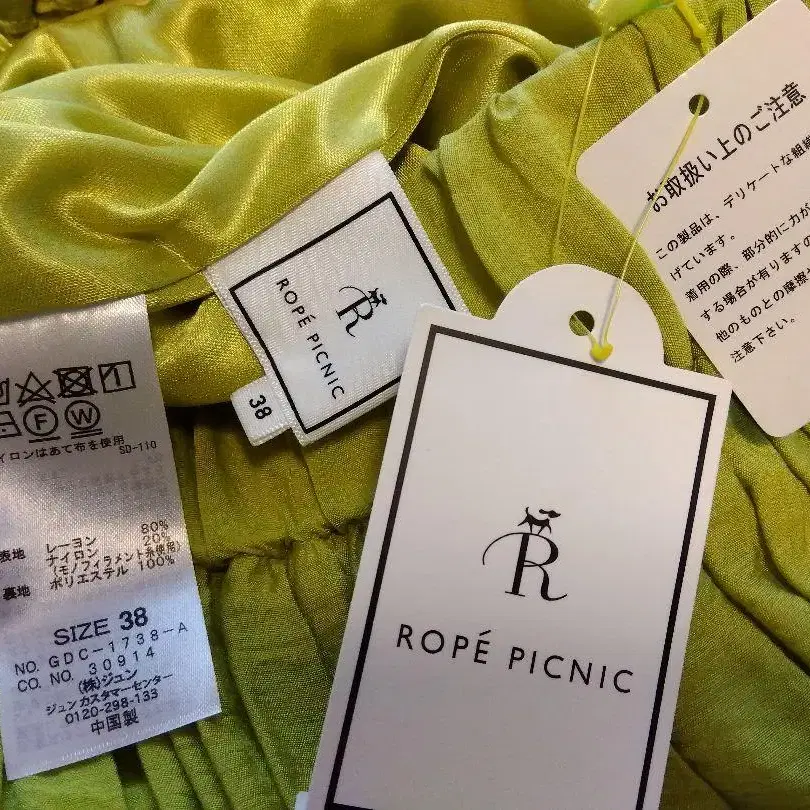 お取扱い上のご注意
この製品は、デリケートな組織
げています。
着用の際、部分的に力が
する場合が有りますの
他のものとの摩擦
注意下さい。
R
ROPÉ PICNIC
38
F
W
イロンはあて布を使用
SD-110
表地 レーヨン 80%
ナイロン 20%
(モノフィラメント糸使用)
裏地 ポリエステル 100%
SIZE 38
NO. GDC-1738-A
CO. NO. 30914
(株)ジュン
ジュンカスタマーセンター
0120-298-133
中国製
R
ROPÉ PICNIC